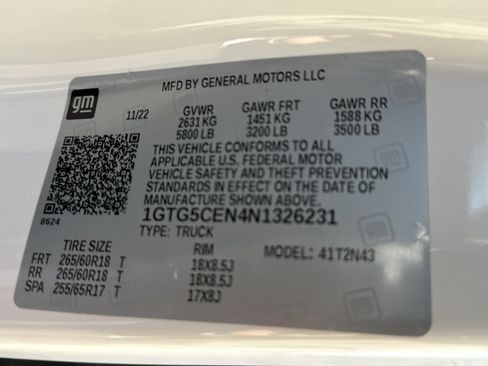 MFD BY GENERAL MOTORS LLC
gm
11/22
GVWR GAWR FRT GAWR RR
2631 KG 1451 KG 1588 KG
5800 LB 3200 LB 3500 LB
THIS VEHICLE CONFORMS TO ALL
APPLICABLE U.S. FEDERAL MOTOR
VEHICLE SAFETY AND THEFT PREVENTION
STANDARDS IN EFFECT ON THE DATE OF
MANUFACTURE SHOWN ABOVE.
8624
1GTG5CEN4N1326231
TYPE: TRUCK
TIRE SIZE RIM MODEL: 41T2N43
FRT 265/60R18 T 18X8.5J
RR 265/60R18 T 18X8.5J
SPA 255/65R17 T 17X8J